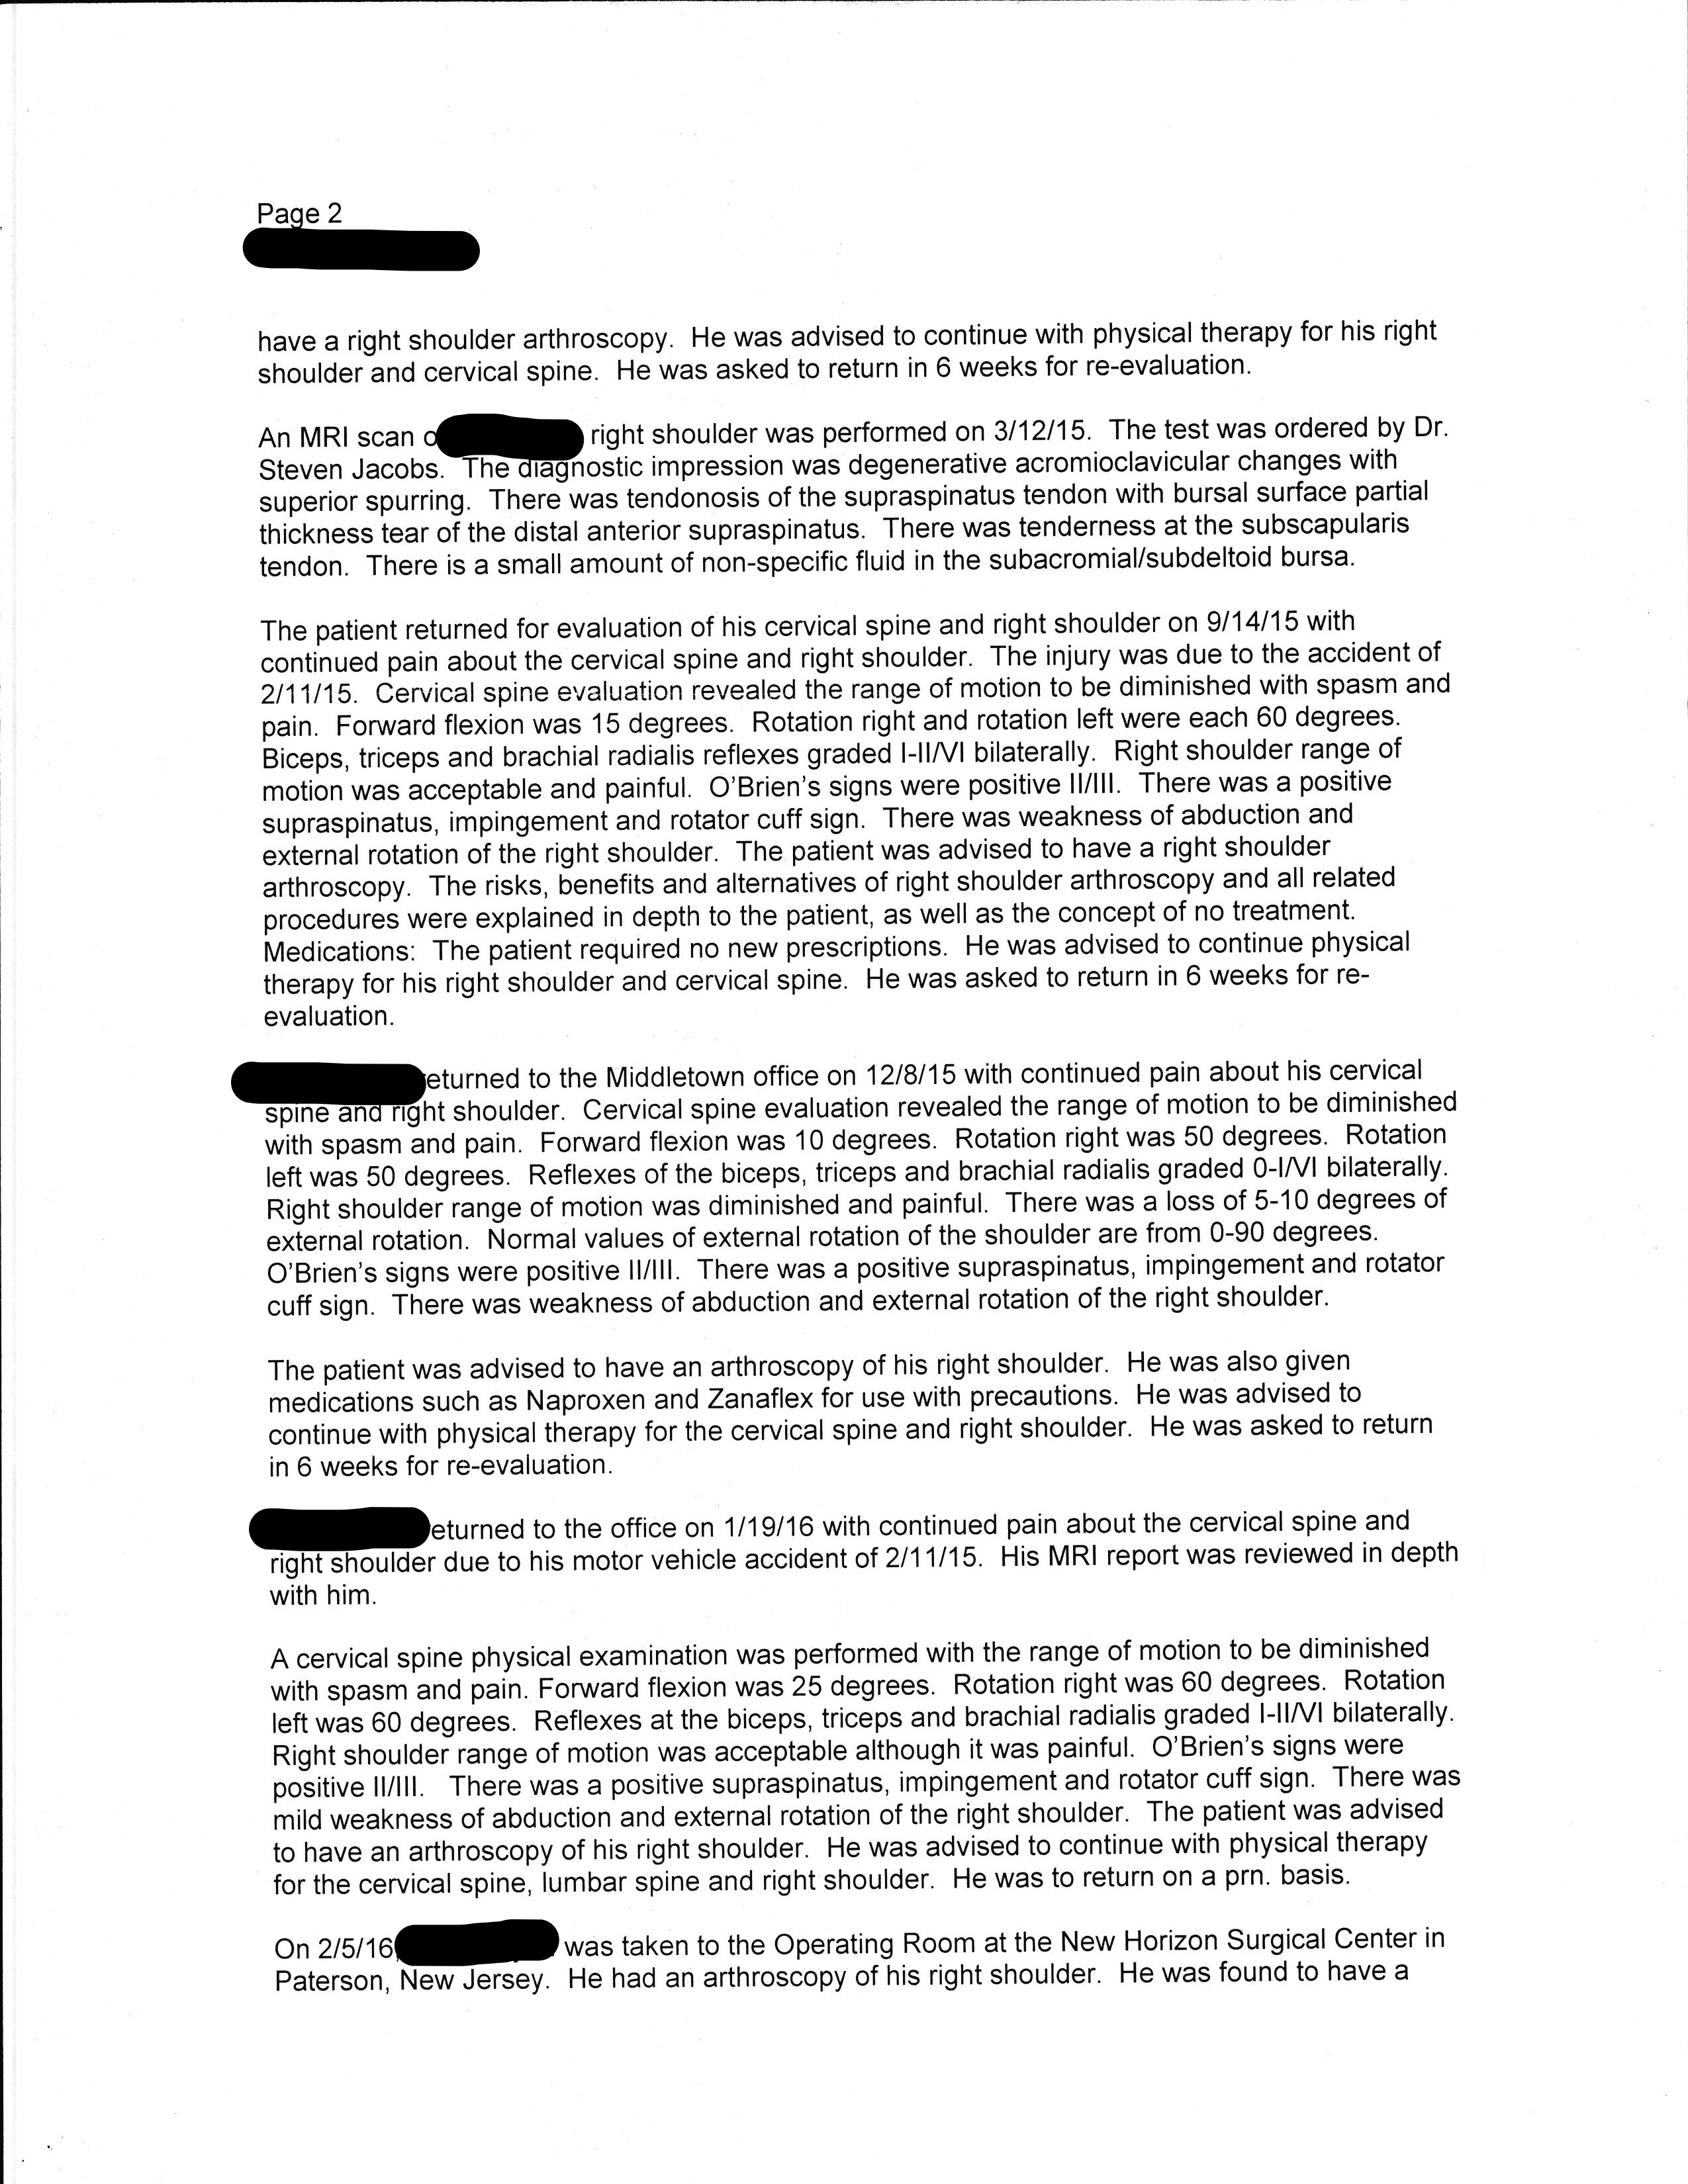 Page 2
have a right shoulder arthroscopy. He was advised to continue with physical therapy for his right
shoulder and cervical spine. He was asked to return in 6 weeks for re-evaluation.
An MRI scan o right shoulder was performed on 3/12/15. The test was ordered by Dr.
Steven Jacobs. The diagnostic impression was degenerative acromioclavicular changes with
superior spurring. There was tendonosis of the supraspinatus tendon with bursal surface partial
thickness tear of the distal anterior supraspinatus. There was tenderness at the subscapularis
tendon. There is a small amount of non-specific fluid in the subacromial/subdeltoid bursa.
The patient returned for evaluation of his cervical spine and right shoulder on 9/14/15 with
continued pain about the cervical spine and right shoulder. The injury was due to the accident of
2/11/15. Cervical spine evaluation revealed the range of motion to be diminished with spasm and
pain. Forward flexion was 15 degrees. Rotation right and rotation left were each 60 degrees.
Biceps, triceps and brachial radialis reflexes graded I-II/VI bilaterally. Right shoulder range of
motion was acceptable and painful. O'Brien's signs were positive II/III. There was a positive
supraspinatus, impingement and rotator cuff sign. There was weakness of abduction and
external rotation of the right shoulder. The patient was advised to have a right shoulder
arthroscopy. The risks, benefits and alternatives of right shoulder arthroscopy and all related
procedures were explained in depth to the patient, as well as the concept of no treatment.
Medications: The patient required no new prescriptions. He was advised to continue physical
therapy for his right shoulder and cervical spine. He was asked to return in 6 weeks for re-
evaluation.
eturned to the Middletown office on 12/8/15 with continued pain about his cervical
spine and right shoulder. Cervical spine evaluation revealed the range of motion to be diminished
with spasm and pain. Forward flexion was 10 degrees. Rotation right was 50 degrees. Rotation
left was 50 degrees. Reflexes of the biceps, triceps and brachial radialis graded 0-I/VI bilaterally.
Right shoulder range of motion was diminished and painful. There was a loss of 5-10 degrees of
external rotation. Normal values of external rotation of the shoulder are from 0-90 degrees.
O'Brien's signs were positive II/III. There was a positive supraspinatus, impingement and rotator
cuff sign. There was weakness of abduction and external rotation of the right shoulder.
The patient was advised to have an arthroscopy of his right shoulder. He was also given
medications such as Naproxen and Zanaflex for use with precautions. He was advised to
continue with physical therapy for the cervical spine and right shoulder. He was asked to return
in 6 weeks for re-evaluation.
eturned to the office on 1/19/16 with continued pain about the cervical spine and
right shoulder due to his motor vehicle accident of 2/11/15. His MRI report was reviewed in depth
with him.
A cervical spine physical examination was performed with the range of motion to be diminished
with spasm and pain. Forward flexion was 25 degrees. Rotation right was 60 degrees. Rotation
left was 60 degrees. Reflexes at the biceps, triceps and brachial radialis graded I-II/VI bilaterally.
Right shoulder range of motion was acceptable although it was painful. O'Brien's signs were
positive II/III. There was a positive supraspinatus, impingement and rotator cuff sign. There was
mild weakness of abduction and external rotation of the right shoulder. The patient was advised
to have an arthroscopy of his right shoulder. He was advised to continue with physical therapy
for the cervical spine, lumbar spine and right shoulder. He was to return on a prn. basis.
On 2/5/16 was taken to the Operating Room at the New Horizon Surgical Center in
Paterson, New Jersey. He had an arthroscopy of his right shoulder. He was found to have a